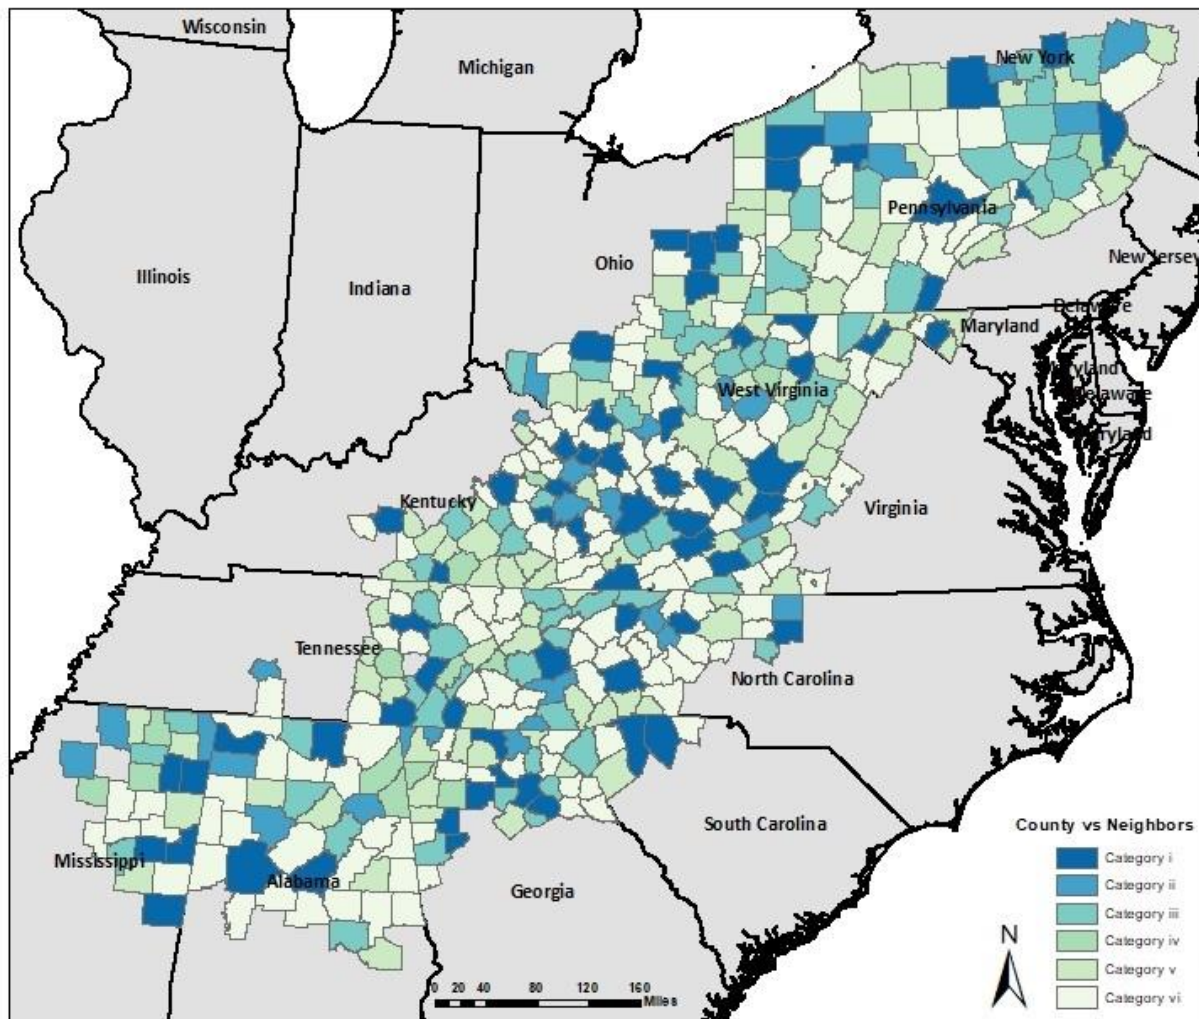 Wisconsin
Michigan
New York
Pennsylvania
Illinois
Indiana
Ohio
New Jersey
Delaware
Maryland
Maryland
Delaware
Maryland
West Virginia
Kentucky
Virginia
Tennessee
North Carolina
South Carolina
Mississippi
Alabama
Georgia
County vs Neighbors
Category i
Category ii
Category iii
Category iv
Category v
Category vi
N
0 20 40 80 120 160
Miles